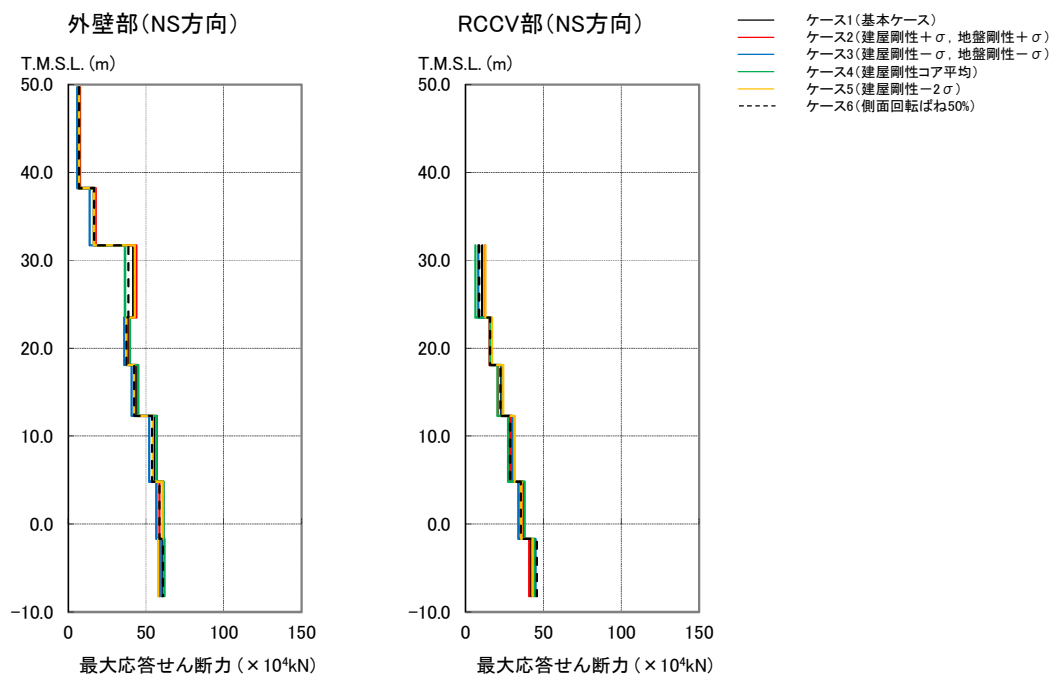 外壁部(NS方向)
T.M.S.L. (m)
50.0
40.0
30.0
20.0
10.0
0.0
-10.0
0 50 100 150
最大応答せん断力(×10⁴kN)
RCCV部(NS方向)
T.M.S.L. (m)
50.0
40.0
30.0
20.0
10.0
0.0
-10.0
0 50 100 150
最大応答せん断力(×10⁴kN)
ケース1(基本ケース)
ケース2(建屋剛性+σ, 地盤剛性+σ)
ケース3(建屋剛性-σ, 地盤剛性-σ)
ケース4(建屋剛性コア平均)
ケース5(建屋剛性-2σ)
ケース6(側面回転ばね50%)